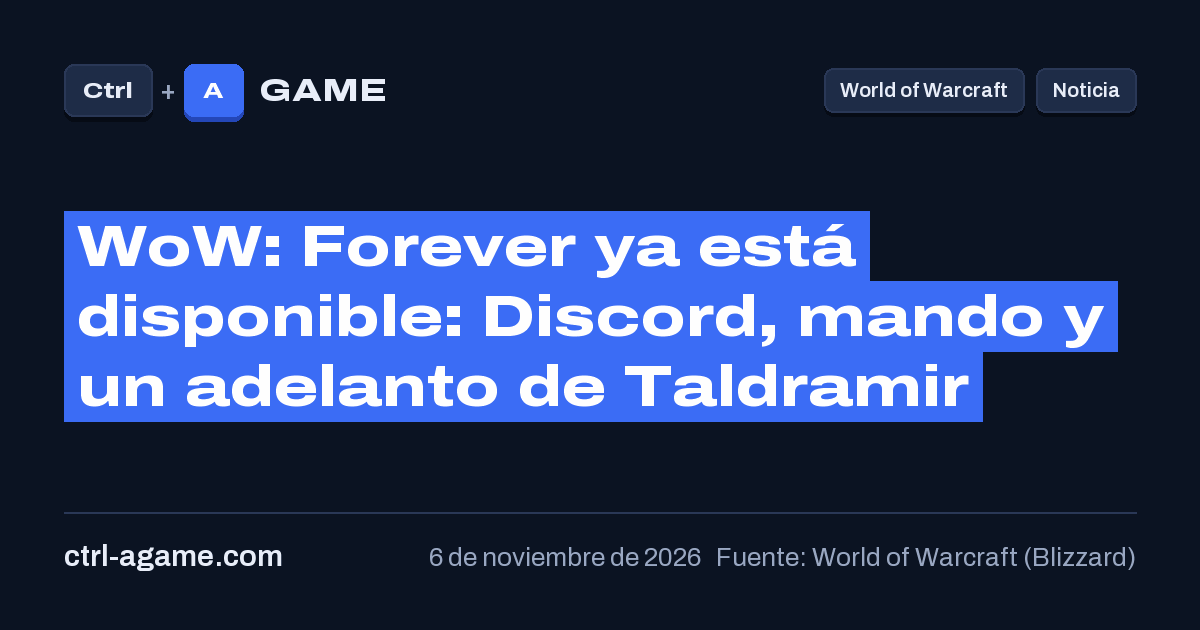 Ctrl + A GAME
World of Warcraft Noticia
WoW: Forever ya está
disponible: Discord, mando y
un adelanto de Taldramir
ctrl-agame.com
6 de noviembre de 2026 Fuente: World of Warcraft (Blizzard)